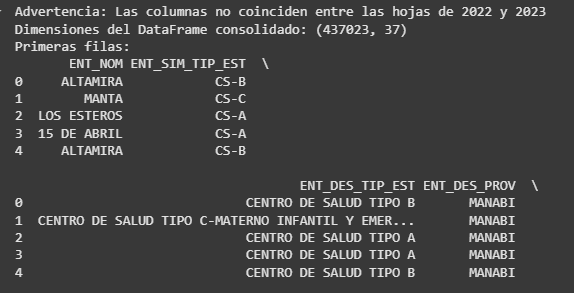 Advertencia: Las columnas no coinciden entre las hojas de 2022 y 2023
Dimensiones del DataFrame consolidado: (437023, 37)
Primeras filas:
ENT_NOM ENT_SIM_TIP_EST \
0 ALTAMIRA CS-B
1 MANTA CS-C
2 LOS ESTEROS CS-A
3 15 DE ABRIL CS-A
4 ALTAMIRA CS-B
ENT_DES_TIP_EST ENT_DES_PROV \
0 CENTRO DE SALUD TIPO B MANABI
1 CENTRO DE SALUD TIPO C-MATERNO INFANTIL Y EMER... MANABI
2 CENTRO DE SALUD TIPO A MANABI
3 CENTRO DE SALUD TIPO A MANABI
4 CENTRO DE SALUD TIPO B MANABI